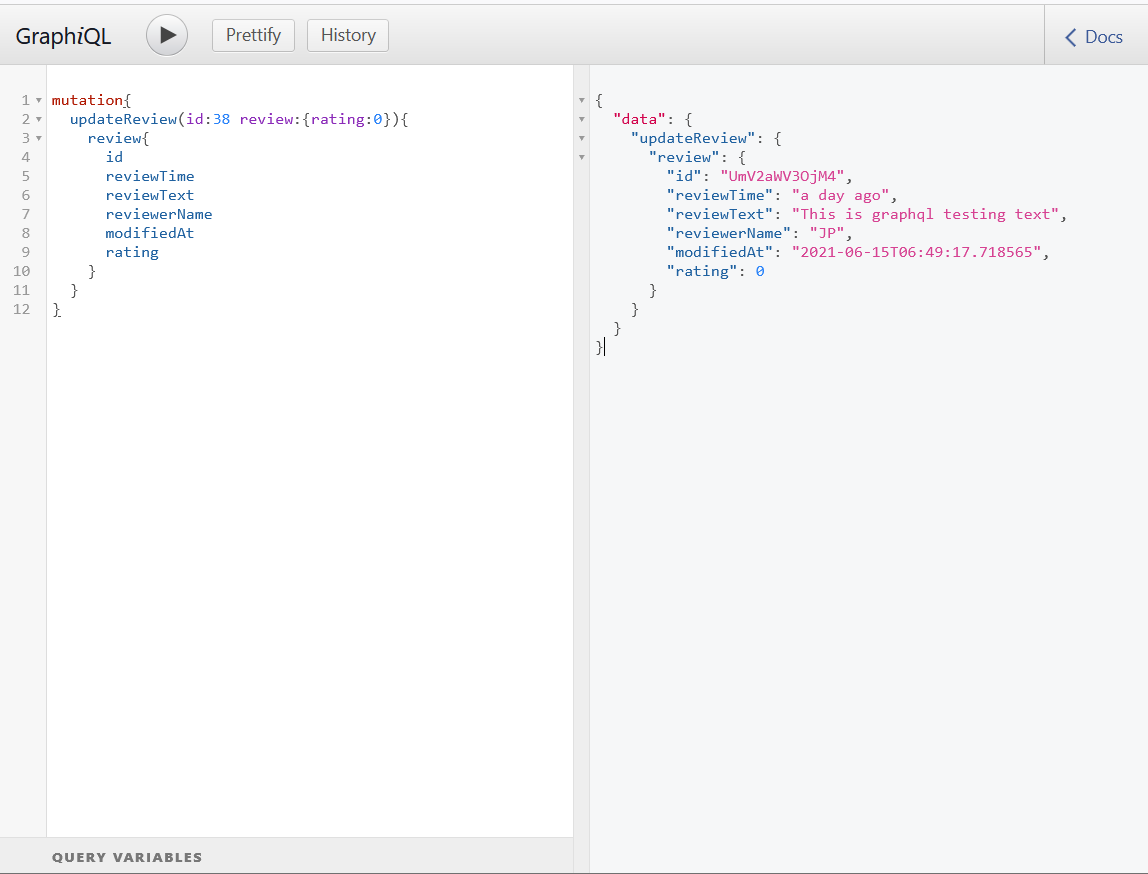 GraphiQL Prettify History Docs
1 mutation{
2 updateReview(id:38 review:{rating:0}){
3 review{
4 id
5 reviewTime
6 reviewText
7 reviewerName
8 modifiedAt
9 rating
10 }
11 }
12 }
QUERY VARIABLES
{
"data": {
"updateReview": {
"review": {
"id": "UmV2aWV3OjM4",
"reviewTime": "a day ago",
"reviewText": "This is graphql testing text",
"reviewerName": "JP",
"modifiedAt": "2021-06-15T06:49:17.718565",
"rating": 0
}
}
}
}